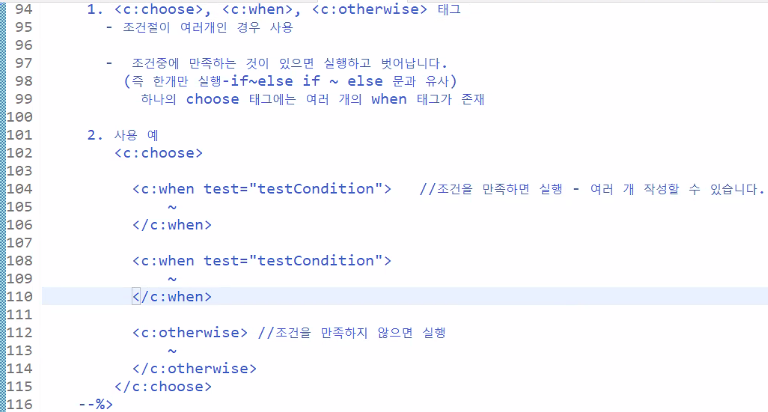 94 1. <c:choose>, <c:when>, <c:otherwise> 태그
95 - 조건절이 여러개인 경우 사용
96
97 - 조건중에 만족하는 것이 있으면 실행하고 벗어납니다.
98 (즉 한개만 실행-if~else if ~ else 문과 유사)
99 하나의 choose 태그에는 여러 개의 when 태그가 존재
100
101 2. 사용 예
102 <c:choose>
103
104 <c:when test="testCondition"> //조건을 만족하면 실행 - 여러 개 작성할 수 있습니다.
105 ~
106 </c:when>
107
108 <c:when test="testCondition">
109 ~
110 </c:when>
111
112 <c:otherwise> //조건을 만족하지 않으면 실행
113 ~
114 </c:otherwise>
115 </c:choose>
116 --%>